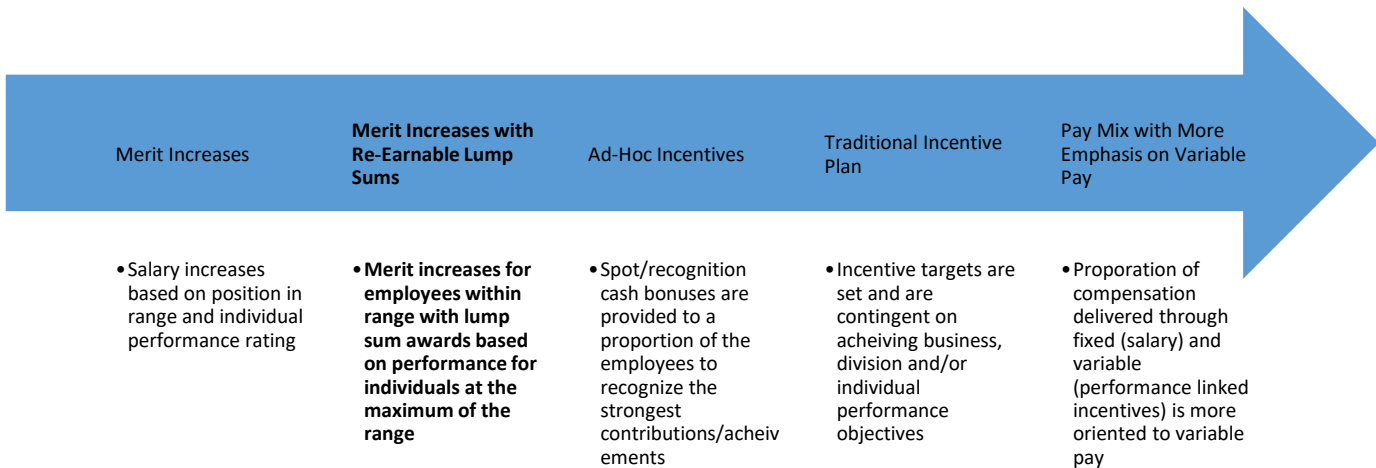 Merit Increases
Merit Increases with
Re-Earnable Lump
Sums
Ad-Hoc Incentives
Traditional Incentive
Plan
Pay Mix with More
Emphasis on Variable
Pay
•Salary increases
based on position in
range and individual
performance rating
•Merit increases for
employees within
range with lump
sum awards based
on performance for
individuals at the
maximum of the
range
•Spot/recognition
cash bonuses are
provided to a
proportion of the
employees to
recognize the
strongest
contributions/acheiv
ements
•Incentive targets are
set and are
contingent on
acheiving business,
division and/or
individual
performance
objectives
•Proporation of
compensation
delivered through
fixed (salary) and
variable
(performance linked
incentives) is more
oriented to variable
pay